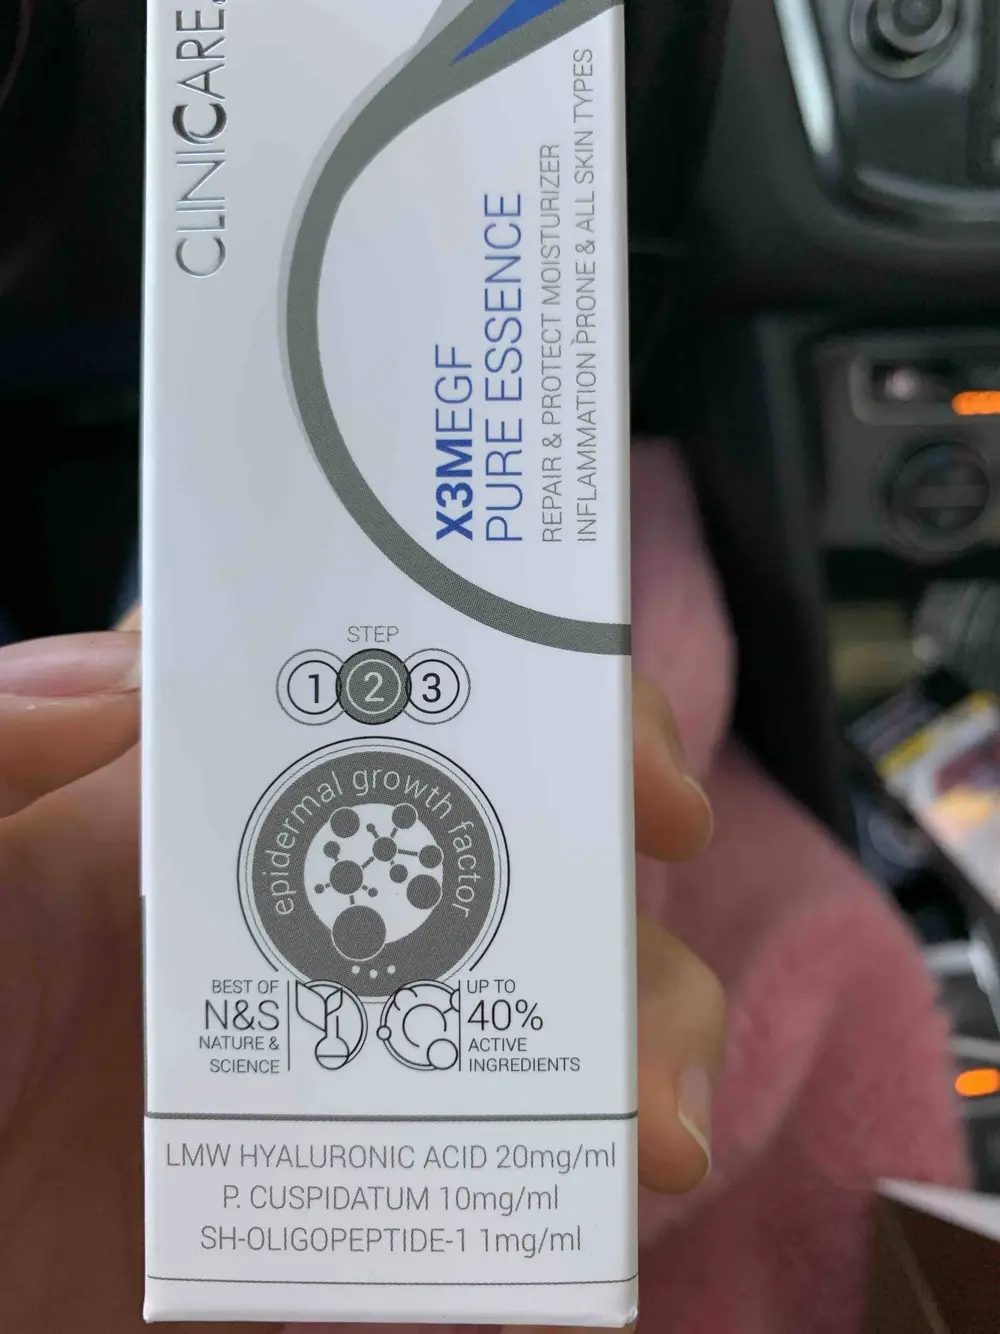 CLINICCARE
X3MEGF
PURE ESSENCE
REPAIR & PROTECT MOISTURIZER
INFLAMMATION PRONE & ALL SKIN TYPES
STEP
1 2 3
epidermal growth factor
BEST OF
N&S
NATURE &
SCIENCE
UP TO
40%
ACTIVE
INGREDIENTS
LMW HYALURONIC ACID 20mg/ml
P. CUSPIDATUM 10mg/ml
SH-OLIGOPEPTIDE-1 1mg/ml